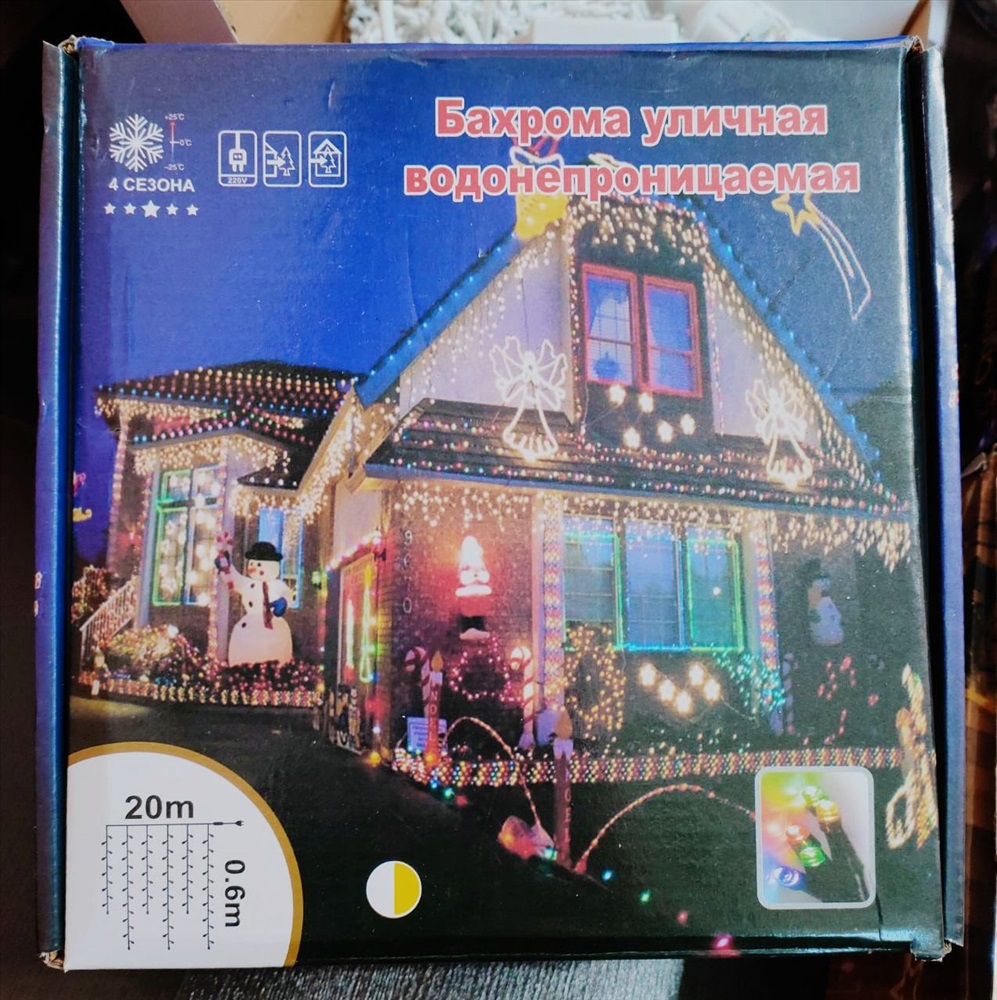 Бахрома уличная
водонепроницаемая
+25°C
0°C
-25°C
4 СЕЗОНА
220V
20m
0.6m